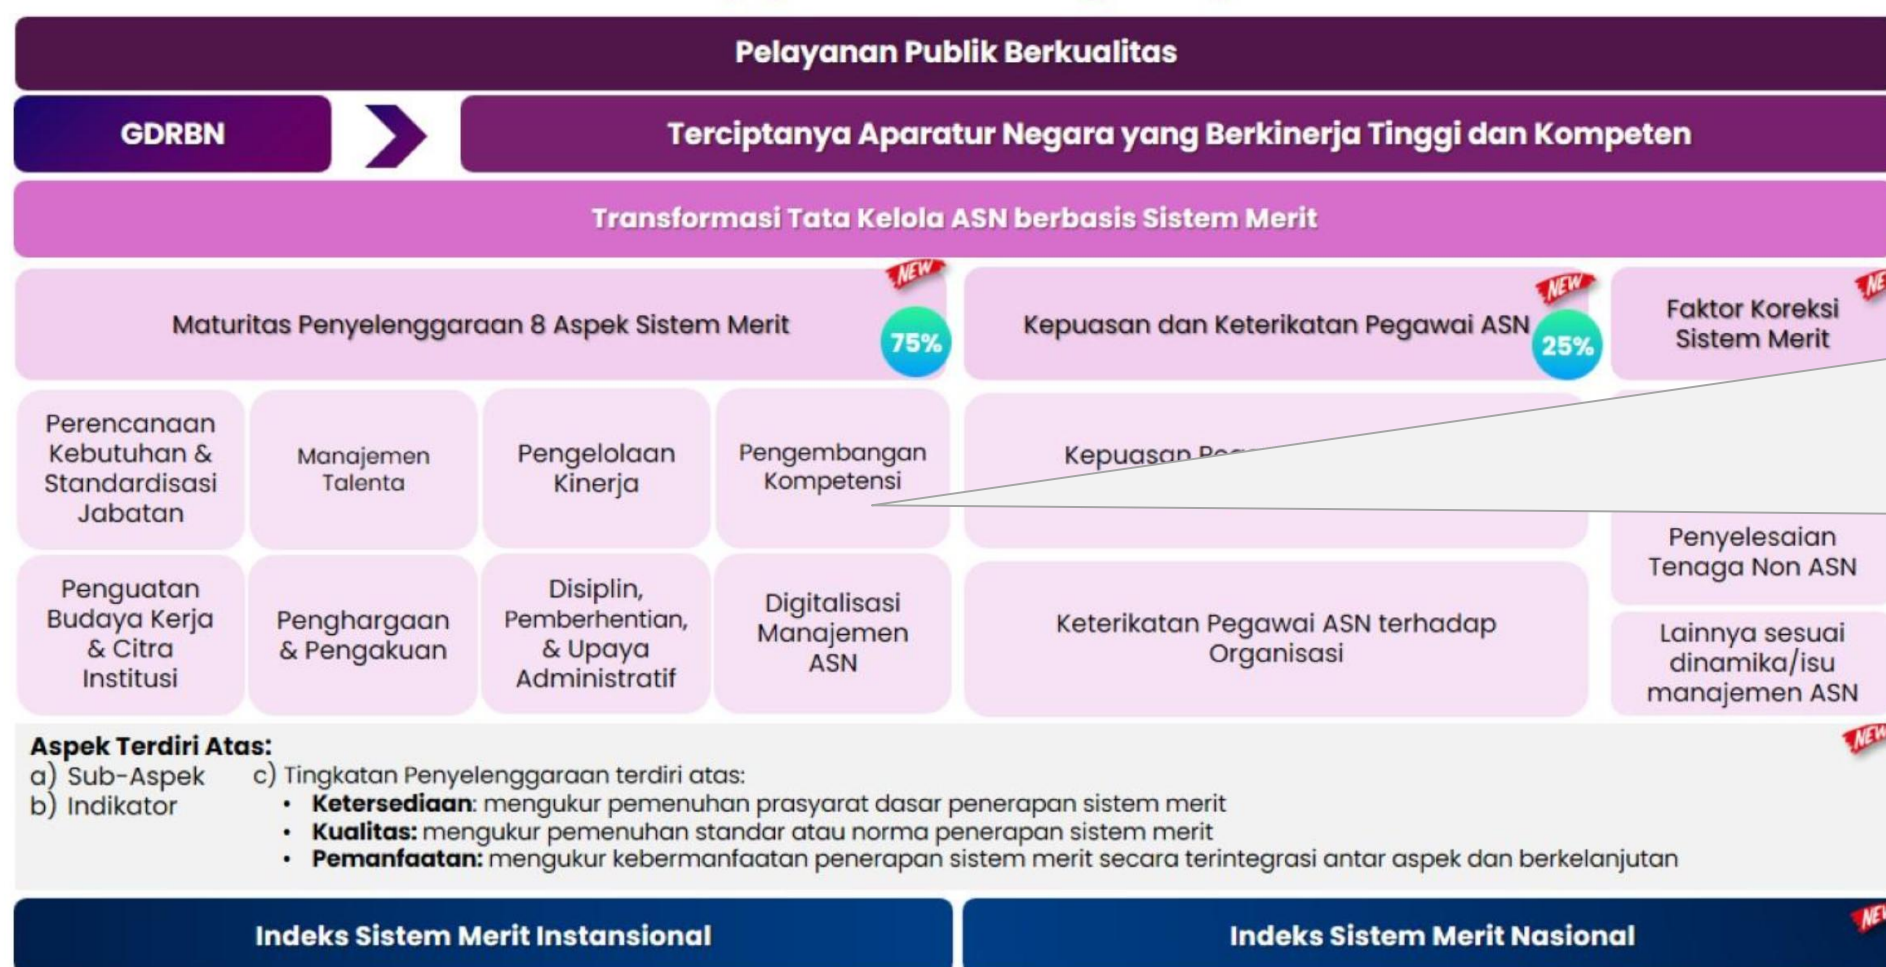 Pelayanan Publik Berkualitas
GDRBN
Terciptanya Aparatur Negara yang Berkinerja Tinggi dan Kompeten
Transformasi Tata Kelola ASN berbasis Sistem Merit
Maturitas Penyelenggaraan 8 Aspek Sistem Merit
NEW
75%
Kepuasan dan Keterikatan Pegawai ASN
NEW
25%
Faktor Koreksi
Sistem Merit
Perencanaan
Kebutuhan &
Standardisasi
Jabatan
Manajemen
Talenta
Pengelolaan
Kinerja
Pengembangan
Kompetensi
Kepuasan
Penguatan
Budaya Kerja
& Citra
Institusi
Penghargaan
& Pengakuan
Disiplin,
Pemberhentian,
& Upaya
Administratif
Digitalisasi
Manajemen
ASN
Keterikatan Pegawai ASN terhadap
Organisasi
Penyelesaian
Tenaga Non ASN
Lainnya sesuai
dinamika/isu
manajemen ASN
Aspek Terdiri Atas:
NEW
a) Sub-Aspek
b) Indikator
c) Tingkatan Penyelenggaraan terdiri atas:
• Ketersediaan: mengukur pemenuhan prasyarat dasar penerapan sistem merit
• Kualitas: mengukur pemenuhan standar atau norma penerapan sistem merit
• Pemanfaatan: mengukur kebermanfaatan penerapan sistem merit secara terintegrasi antar aspek dan berkelanjutan
Indeks Sistem Merit Instansional
Indeks Sistem Merit Nasional
NEW